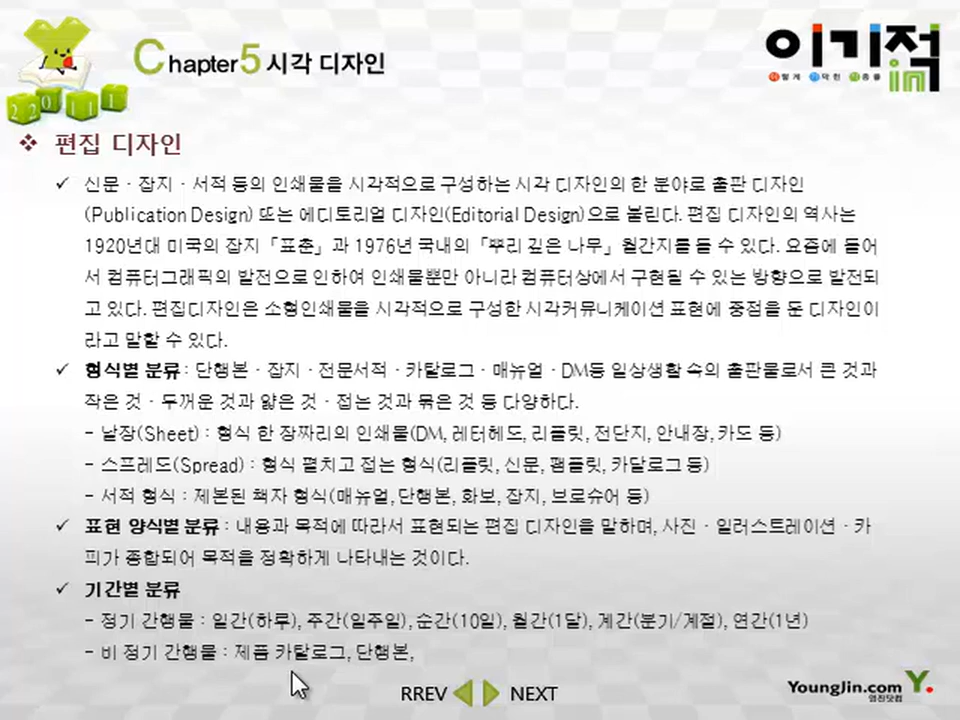 Chapter5 시각 디자인
이기적in
이렇게 기막힌 적중률
2 2 0 1 1 1
편집 디자인
신문 · 잡지 · 서적 등의 인쇄물을 시각적으로 구성하는 시각 디자인의 한 분야로 출판 디자인
(Publication Design) 또는 에디토리얼 디자인(Editorial Design)으로 불린다. 편집 디자인의 역사는
1920년대 미국의 잡지「포춘」과 1976년 국내의「뿌리 깊은 나무」월간지를 들 수 있다. 요즘에 들어
서 컴퓨터그래픽의 발전으로 인하여 인쇄물뿐만 아니라 컴퓨터상에서 구현될 수 있는 방향으로 발전되
고 있다. 편집디자인은 소형인쇄물을 시각적으로 구성한 시각커뮤니케이션 표현에 중점을 둔 디자인이
라고 말할 수 있다.
형식별 분류 : 단행본 · 잡지 · 전문서적 · 카탈로그 · 매뉴얼 · DM등 일상생활 속의 출판물로서 큰 것과
작은 것 · 두꺼운 것과 얇은 것 · 접는 것과 묶은 것 등 다양하다.
- 낱장(Sheet) : 형식 한 장짜리의 인쇄물(DM, 레터헤드, 리플릿, 전단지, 안내장, 카드 등)
- 스프레드(Spread) : 형식 펼치고 접는 형식(리플릿, 신문, 팸플릿, 카달로그 등)
- 서적 형식 : 제본된 책자 형식(매뉴얼, 단행본, 화보, 잡지, 브로슈어 등)
표현 양식별 분류 : 내용과 목적에 따라서 표현되는 편집 디자인을 말하며, 사진 · 일러스트레이션 · 카
피가 종합되어 목적을 정확하게 나타내는 것이다.
기간별 분류
- 정기 간행물 : 일간(하루), 주간(일주일), 순간(10일), 월간(1달), 계간(분기/계절), 연간(1년)
- 비 정기 간행물 : 제품 카탈로그, 단행본,
RREV NEXT
YoungJin.com Y.
영진닷컴